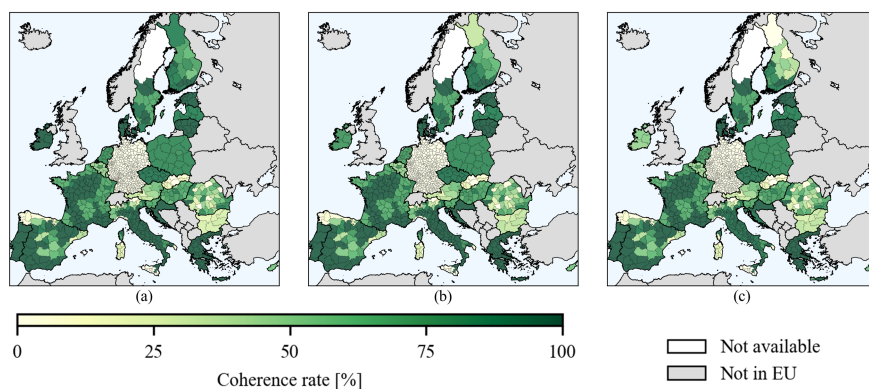 (a)
(b)
(c)
0
25
50
75
100
Coherence rate [%]
Not available
Not in EU